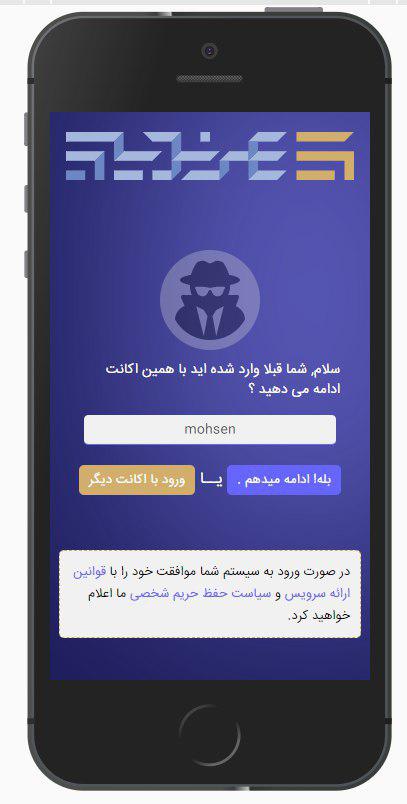 سلام, شما قبلا وارد شده اید با همین اکانت
ادامه می دهید ؟
mohsen
بله! ادامه میدهم . یــا ورود با اکانت دیگر
در صورت ورود به سیستم شما موافقت خود را با قوانین
ارائه سرویس و سیاست حفظ حریم شخصی ما اعلام
خواهید کرد.